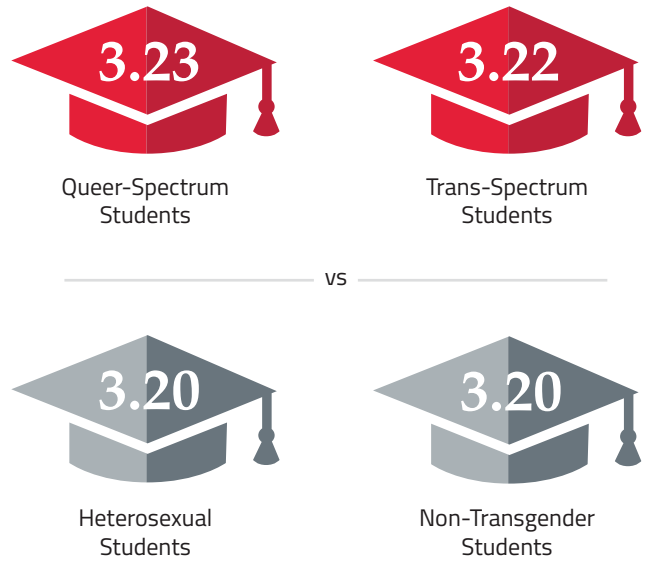 3.23
3.22
Queer-Spectrum
Students
Trans-Spectrum
Students
vs
3.20
3.20
Heterosexual
Students
Non-Transgender
Students